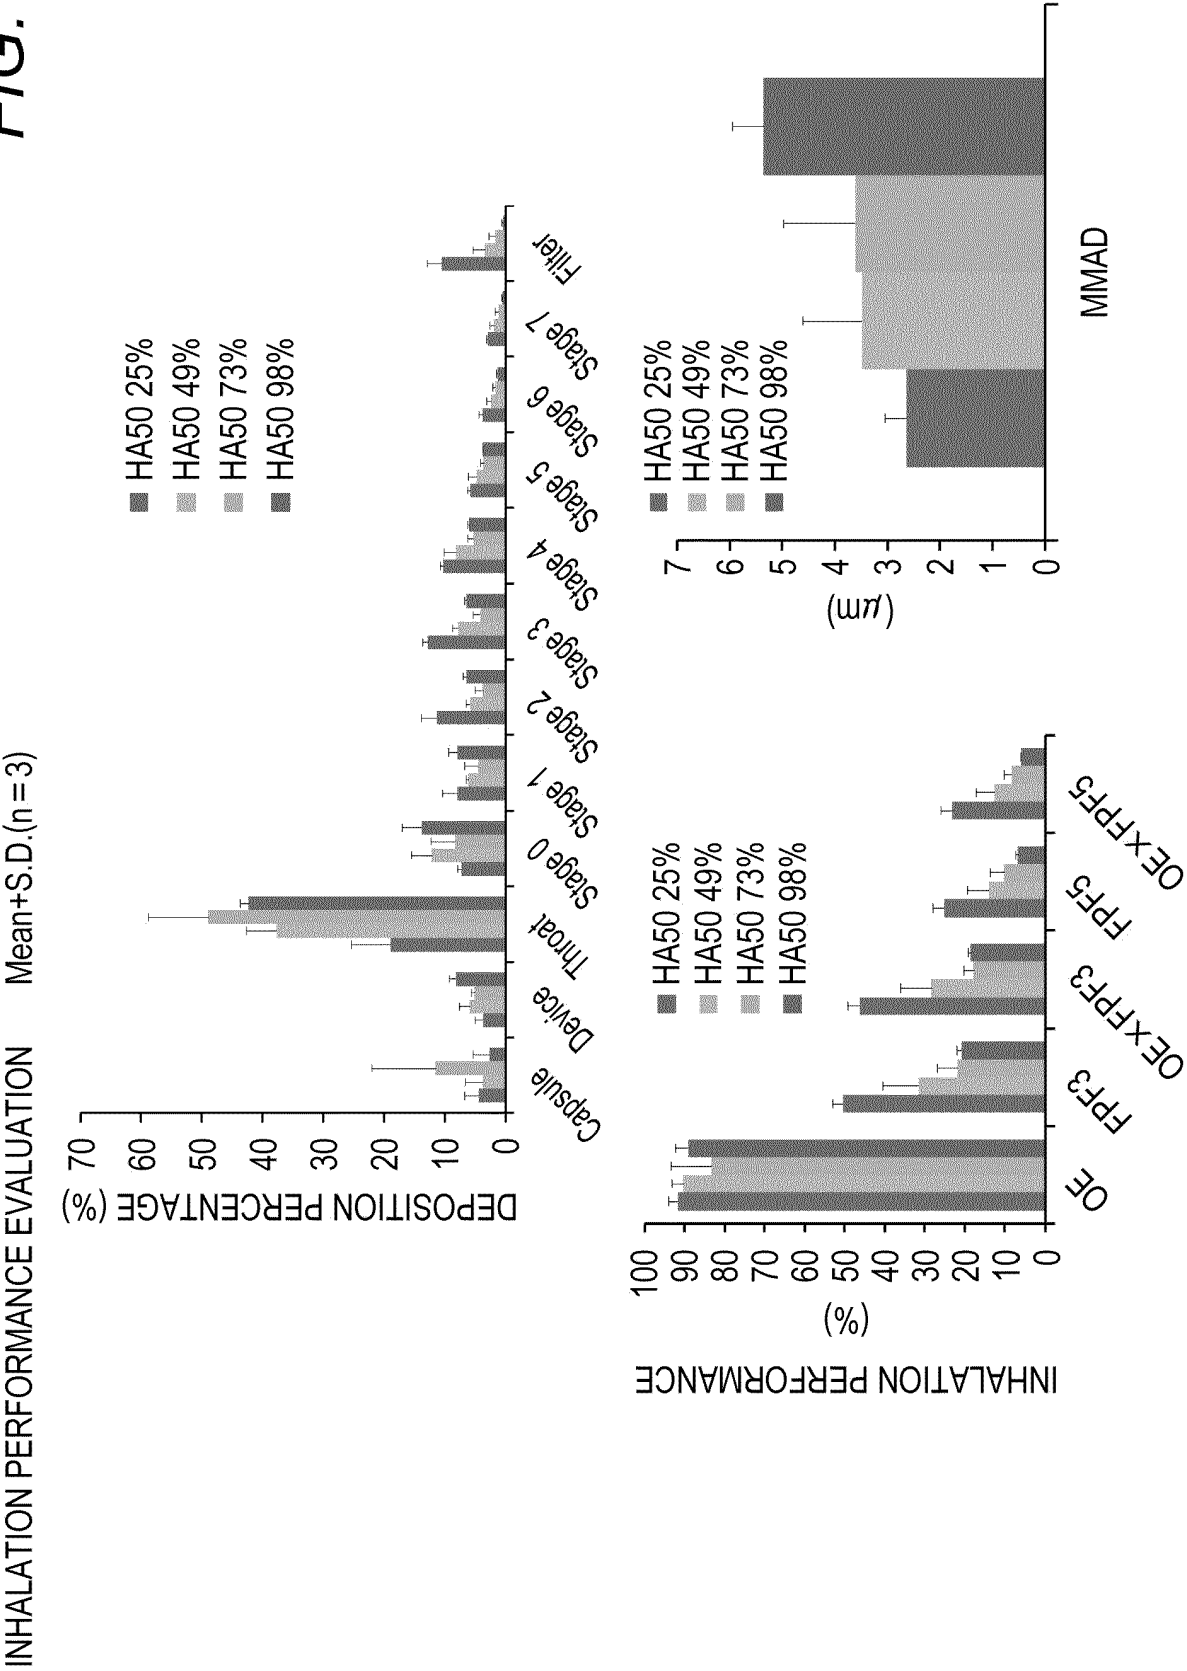 FIG.
INHALATION PERFORMANCE EVALUATION
Mean+S.D.(n=3)
DEPOSITION PERCENTAGE (%)
70
60
50
40
30
20
10
0
Capsule
Device
Throat
Stage 0
Stage 1
Stage 2
Stage 3
Stage 4
Stage 5
Stage 6
Stage 7
Filter
HA50 25%
HA50 49%
HA50 73%
HA50 98%
INHALATION PERFORMANCE
(%)
100
90
80
70
60
50
40
30
20
10
0
OE
FPF3
OE x FPF3
FPF5
OE x FPF5
HA50 25%
HA50 49%
HA50 73%
HA50 98%
(μm)
7
6
5
4
3
2
1
0
MMAD
HA50 25%
HA50 49%
HA50 73%
HA50 98%